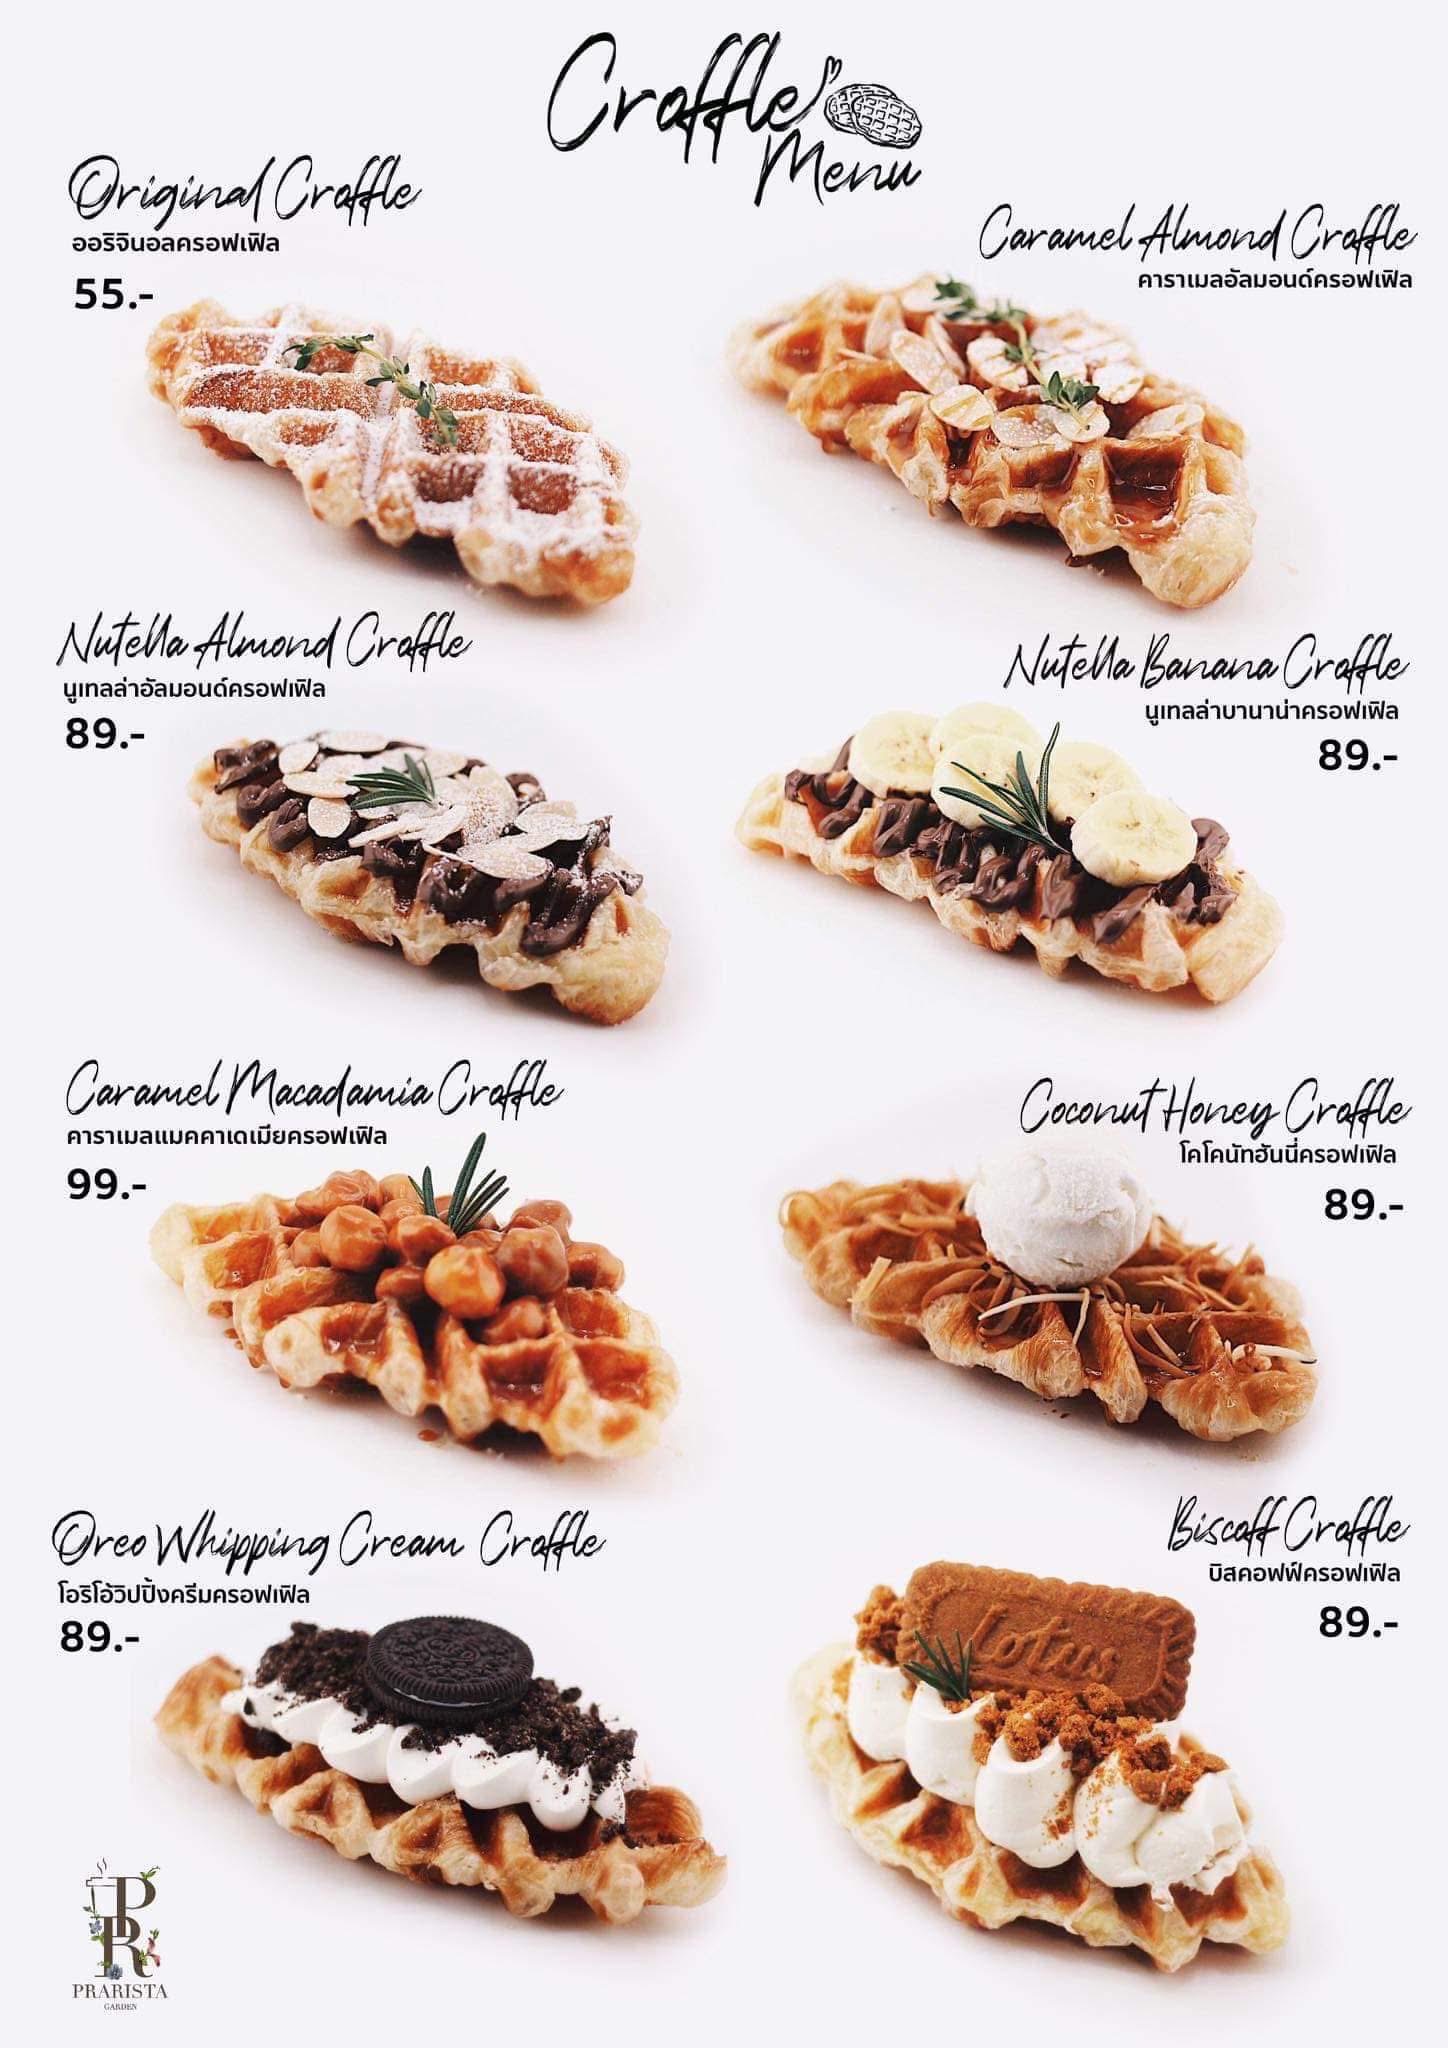 Croffle
Menu
Original Croffle
ออริจินอลครอฟเฟิล
55.-
Caramel Almond Croffle
คาราเมลอัลมอนด์ครอฟเฟิล
Nutella Almond Croffle
นูเทลล่าอัลมอนด์ครอฟเฟิล
89.-
Nutella Banana Croffle
นูเทลล่าบานาน่าครอฟเฟิล
89.-
Caramel Macadamia Croffle
คาราเมลแมคคาเดเมียครอฟเฟิล
99.-
Coconut Honey Croffle
โคโคนัทฮันนี่ครอฟเฟิล
89.-
Oreo Whipping Cream Croffle
โอริโอ้วิปปิ้งครีมครอฟเฟิล
89.-
Biscoff Croffle
บิสคอฟฟ์ครอฟเฟิล
89.-
Lotus
PR
PRARISTA
GARDEN